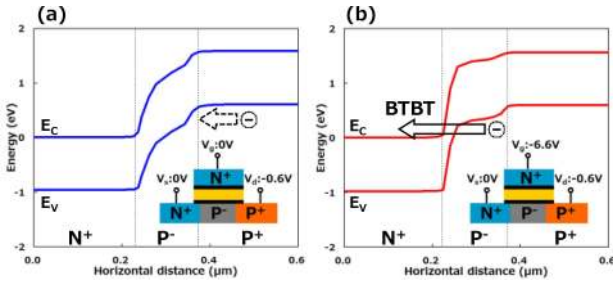 (a)
(b)
2
1
0
-1
-2
Energy (eV)
E_C
E_V
⊖
V_g:0V
V_s:0V
V_d:-0.6V
N⁺
N⁺
P⁻
P⁺
N⁺
P⁻
P⁺
0.0
0.2
0.4
0.6
Horizontal distance (μm)
2
1
0
-1
-2
Energy (eV)
BTBT
E_C
E_V
⊖
V_g:-6.6V
V_s:0V
V_d:-0.6V
N⁺
N⁺
P⁻
P⁺
N⁺
P⁻
P⁺
0.0
0.2
0.4
0.6
Horizontal distance (μm)